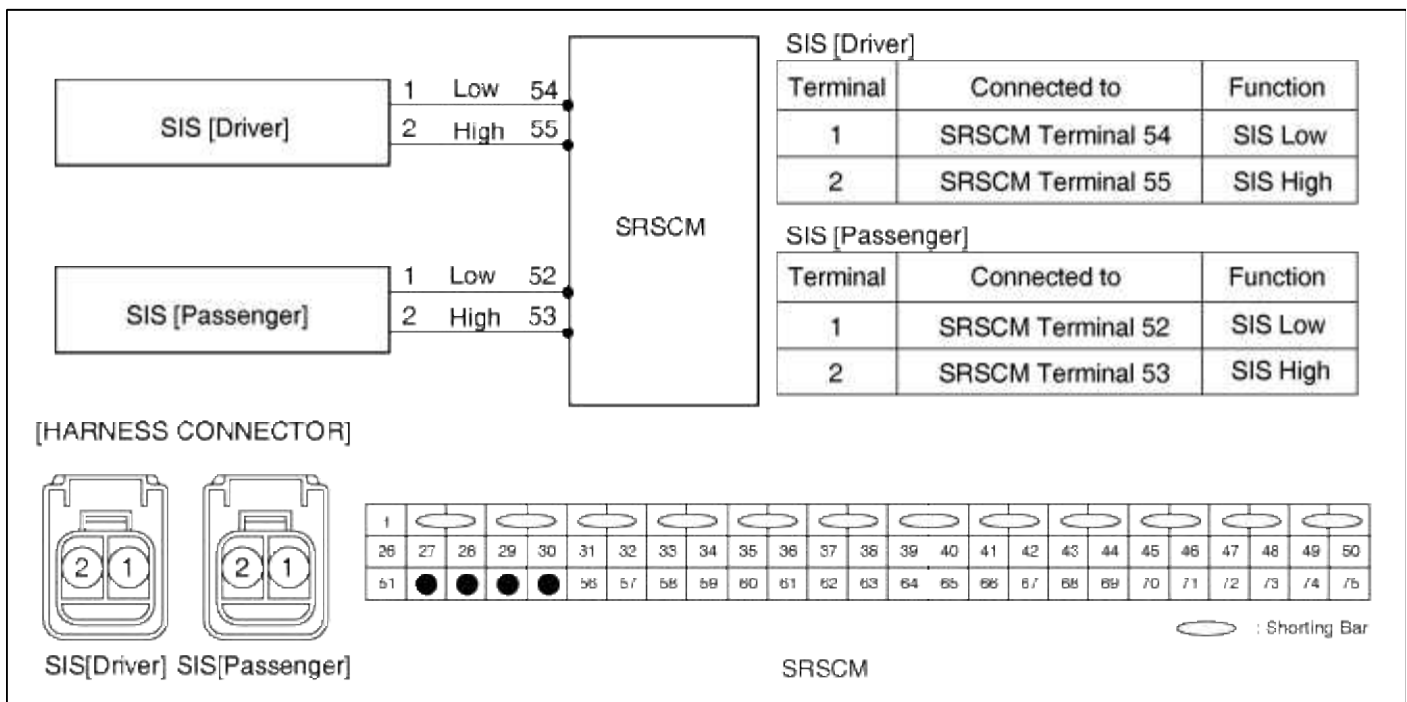 SIS [Driver]
1 Low 54
2 High 55
SIS [Passenger]
1 Low 52
2 High 53
SRSCM
SIS [Driver]
Terminal Connected to Function
1 SRSCM Terminal 54 SIS Low
2 SRSCM Terminal 55 SIS High
SIS [Passenger]
Terminal Connected to Function
1 SRSCM Terminal 52 SIS Low
2 SRSCM Terminal 53 SIS High
[HARNESS CONNECTOR]
2 1
SIS[Driver]
2 1
SIS[Passenger]
1
26 27 28 29 30 31 32 33 34 35 36 37 38 39 40 41 42 43 44 45 46 47 48 49 50
51 56 57 58 59 60 61 62 63 64 65 66 67 68 69 70 71 72 73 74 75
: Shorting Bar
SRSCM